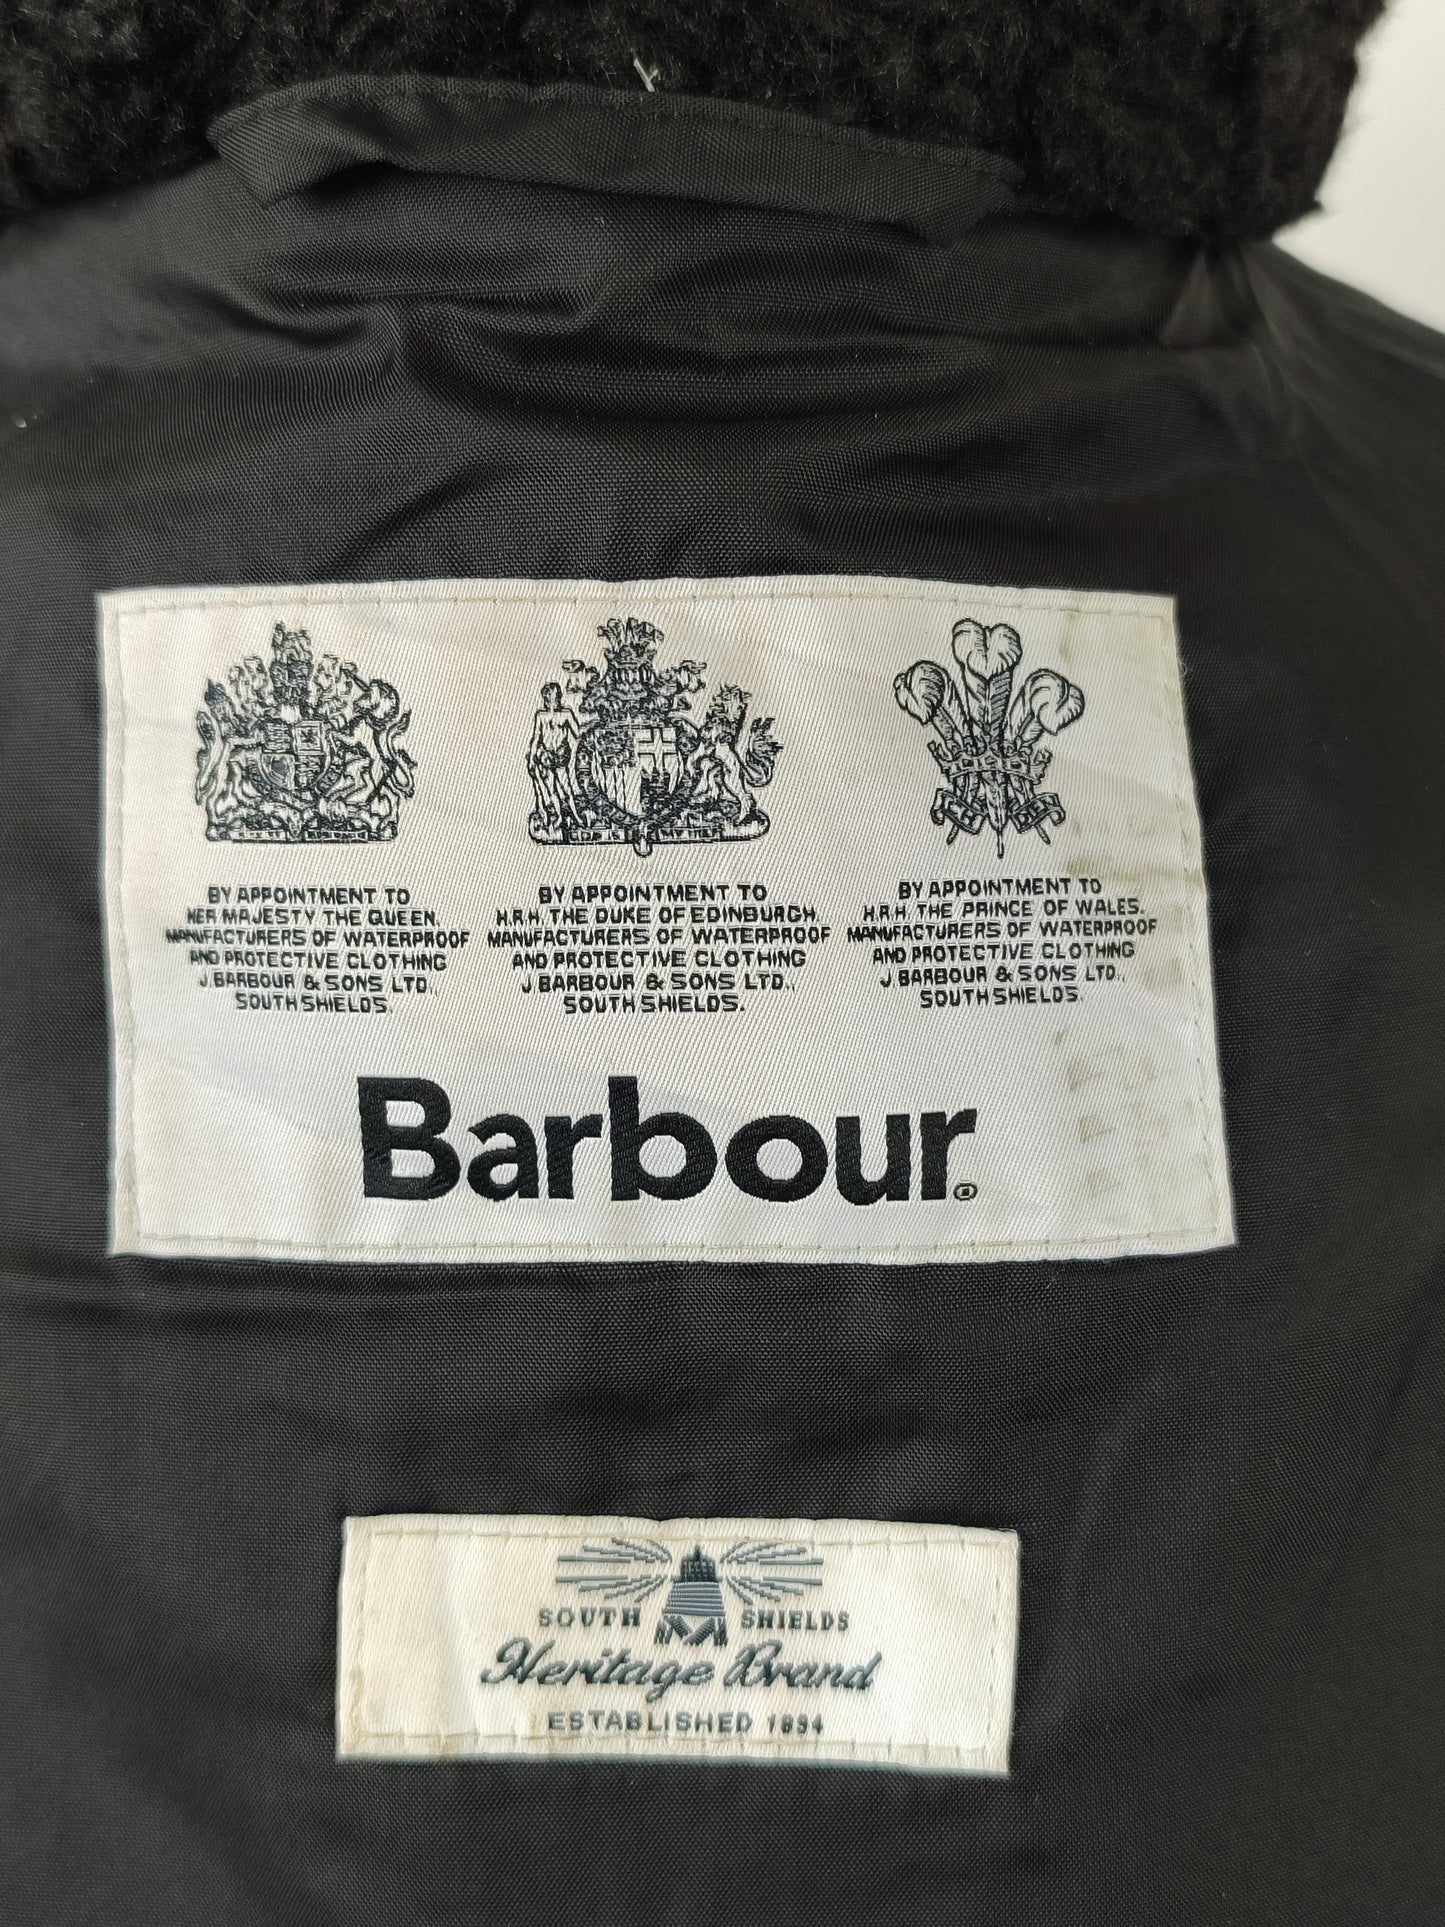 BY APPOINTMENT TO
HER MAJESTY THE QUEEN.
MANUFACTURERS OF WATERPROOF
AND PROTECTIVE CLOTHING
J.BARBOUR & SONS LTD.,
SOUTH SHIELDS.
BY APPOINTMENT TO
H.R.H. THE DUKE OF EDINBURGH.
MANUFACTURERS OF WATERPROOF
AND PROTECTIVE CLOTHING
J BARBOUR & SONS LTD.,
SOUTH SHIELDS.
BY APPOINTMENT TO
H.R.H. THE PRINCE OF WALES.
MANUFACTURERS OF WATERPROOF
AND PROTECTIVE CLOTHING
J.BARBOUR & SONS LTD.,
SOUTH SHIELDS.
Barbour®
SOUTH SHIELDS
Heritage Brand
ESTABLISHED 1894